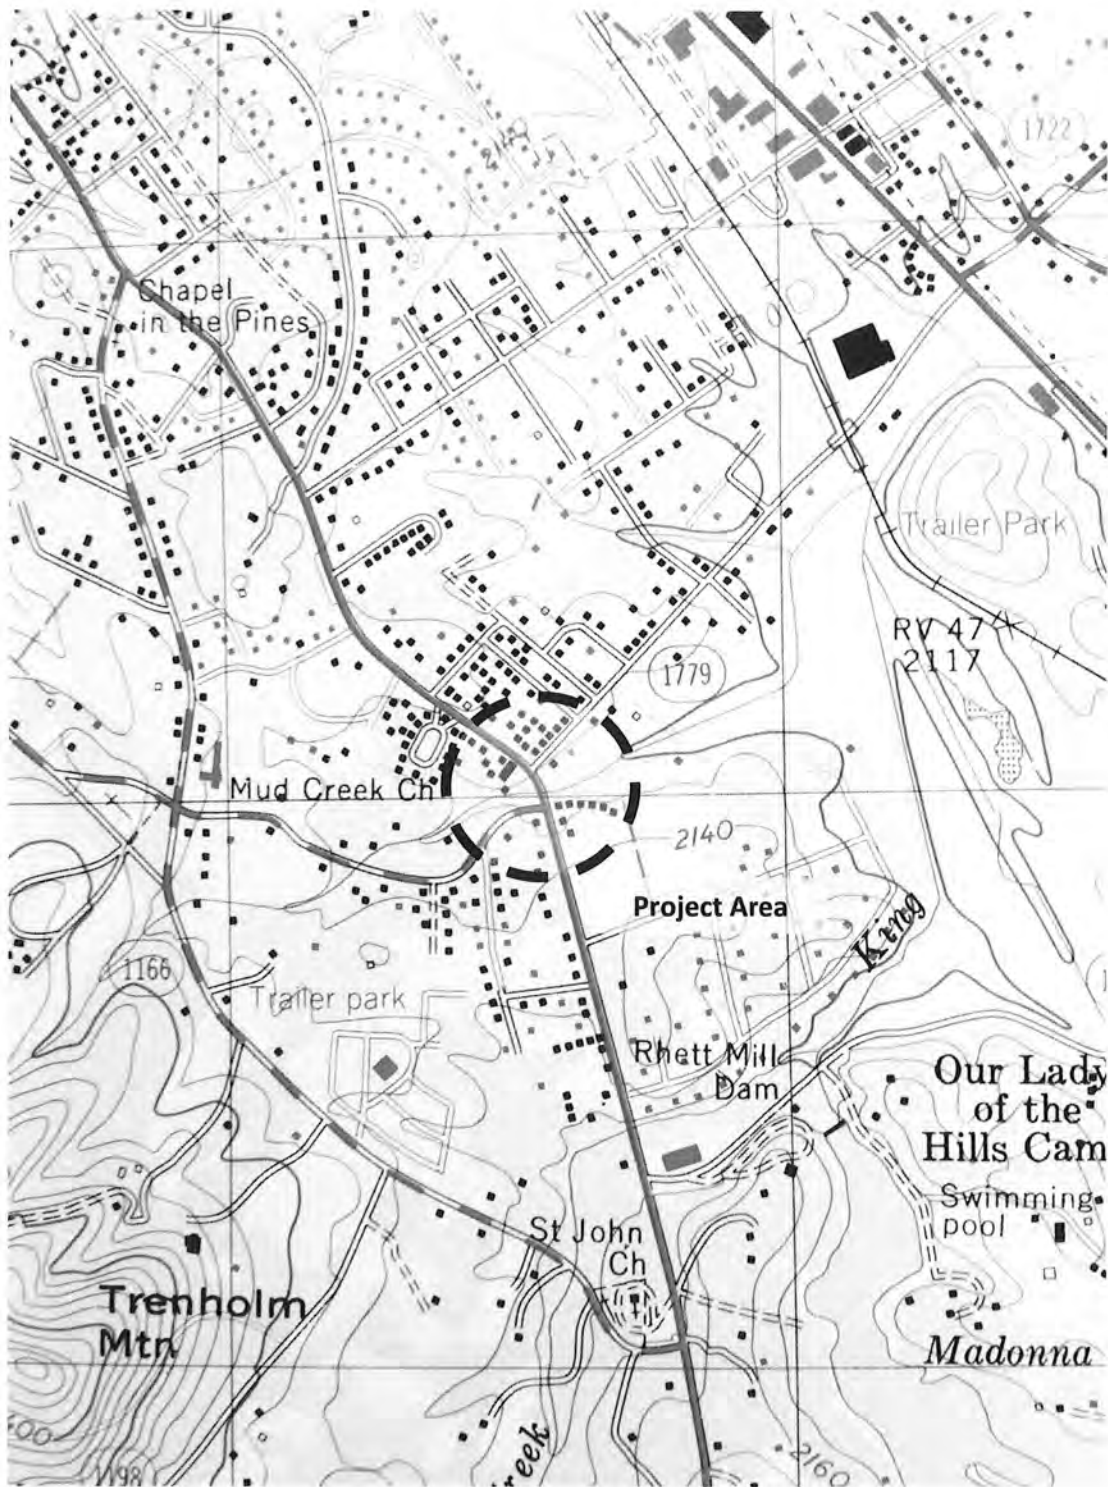 1722
Chapel
in the Pines
Trailer Park
RV 47
2117
1779
Mud Creek Ch
2140
Project Area
King
1166
Trailer park
Rhett Mill
Dam
Our Lady
of the
Hills Cam
Swimming
pool
St John
Ch
Trenholm
Mtn
Madonna
reek
2160
1198